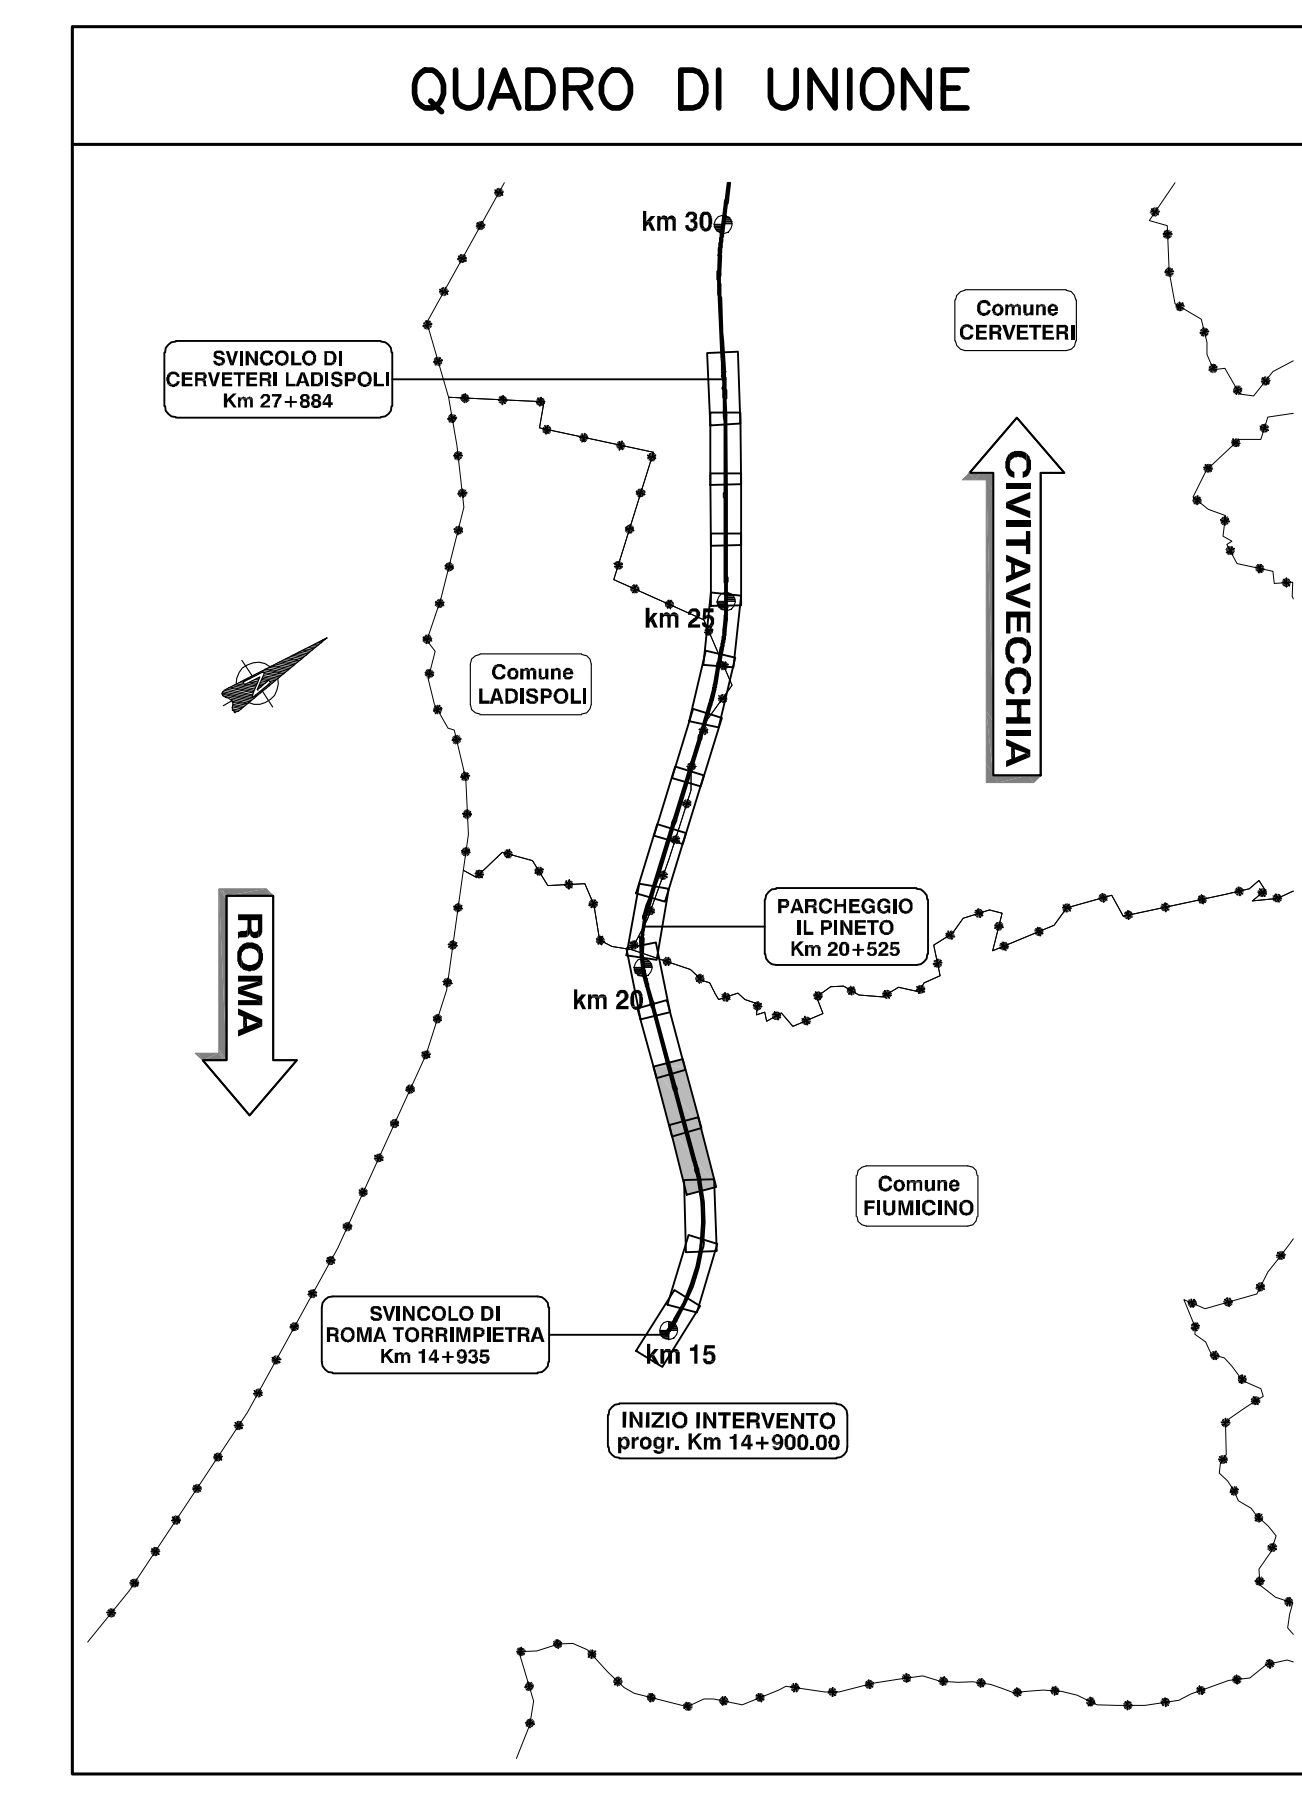 QUADRO DI UNIONE
km 30
Comune
CERVETERI
SVINCOLO DI
CERVETERI LADISPOLI
Km 27+884
CIVITAVECCHIA
km 25
Comune
LADISPOLI
PARCHEGGIO
IL PINETO
Km 20+525
ROMA
km 20
Comune
FIUMICINO
SVINCOLO DI
ROMA TORRIMPIETRA
Km 14+935
km 15
INIZIO INTERVENTO
progr. Km 14+900.00